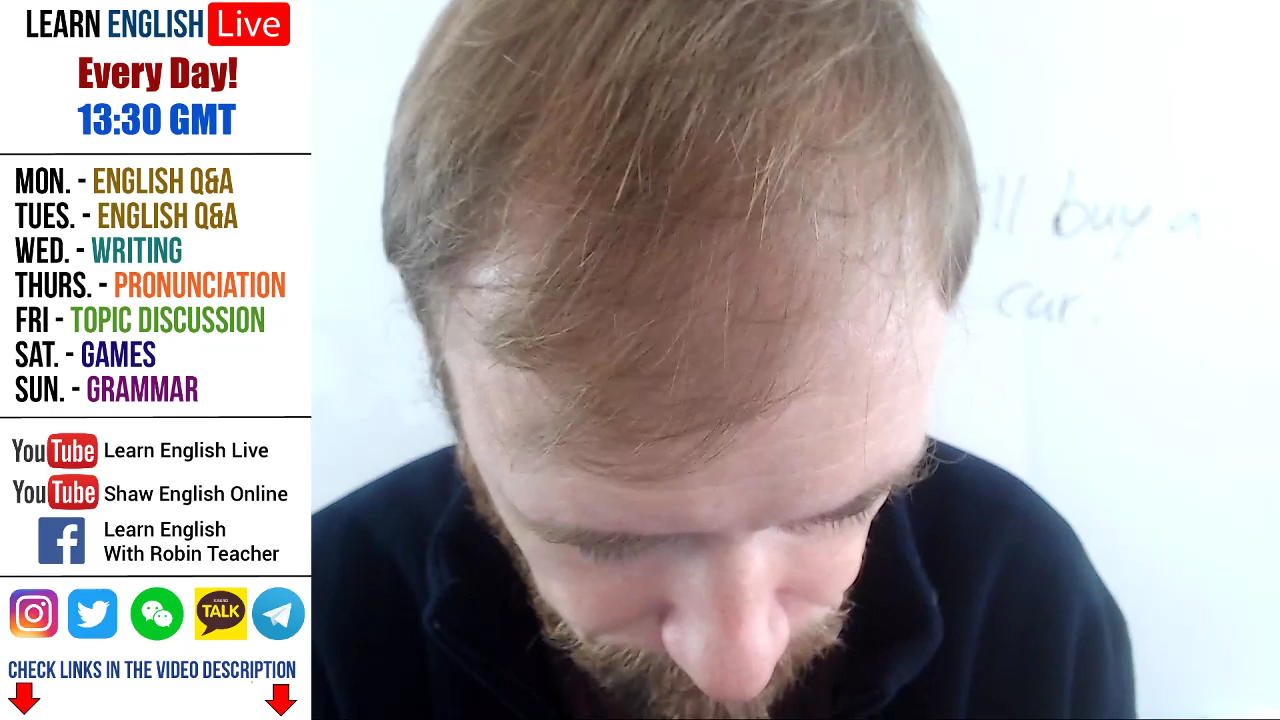 LEARN ENGLISH Live
Every Day!
13:30 GMT
MON. - ENGLISH Q&A
TUES. - ENGLISH Q&A
WED. - WRITING
THURS. - PRONUNCIATION
FRI - TOPIC DISCUSSION
SAT. - GAMES
SUN. - GRAMMAR
YouTube Learn English Live
YouTube Shaw English Online
f Learn English
With Robin Teacher
TALK
CHECK LINKS IN THE VIDEO DESCRIPTION
buy a
car.